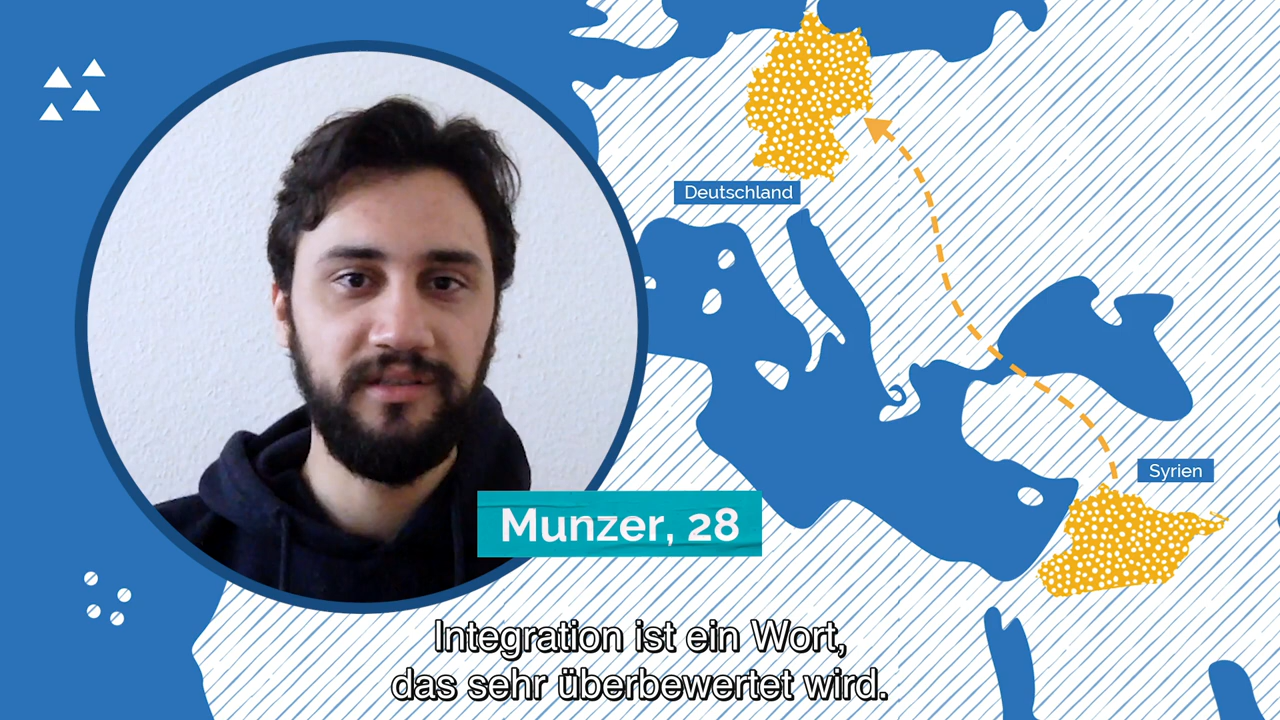 Deutschland
Syrien
Munzer, 28
Integration ist ein Wort,
das sehr überbewertet wird.